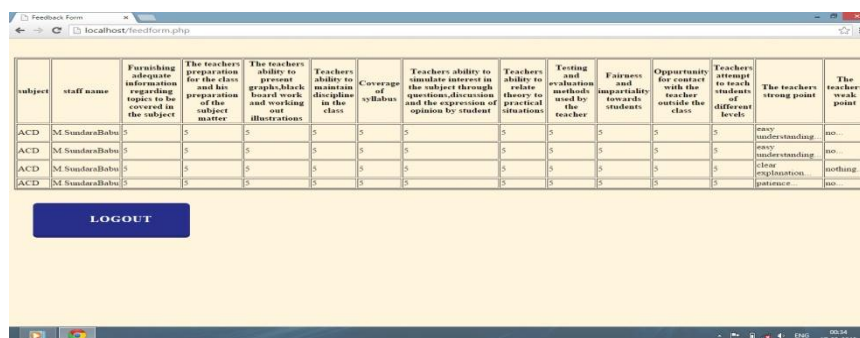 Feedback Form
localhost/feedform.php
subject
staff name
Furnishing
adequate
information
regarding
topics to be
covered in
the subject
The teachers
preparation
for the class
and his
preparation
of the
subject
matter
The teachers
ability to
present
graphs,black
board work
and working
out
illustrations
Teachers
ability to
maintain
discipline
in the
class
Coverage
of
syllabus
Teachers ability to
simulate interest in
the subject through
questions,discussion
and the expression of
opinion by student
Teachers
ability to
relate
theory to
practical
situations
Testing
and
evaluation
methods
used by
the
teacher
Fairness
and
impartiality
towards
students
Oppurtunity
for contact
with the
teacher
outside the
class
Teachers
attempt
to teach
students
of
different
levels
The teachers
strong point
The
teacher
weak
point
ACD M.SundaraBabu 5 5 5 5 5 5 5 5 5 5 5 easy
understanding... no...
ACD M.SundaraBabu 5 5 5 5 5 5 5 5 5 5 5 easy
understanding... no...
ACD M.SundaraBabu 5 5 5 5 5 5 5 5 5 5 5 clear
explanation... nothing
ACD M.SundaraBabu 5 5 5 5 5 5 5 5 5 5 5 patience... no...
LOGOUT
ENG
00:34